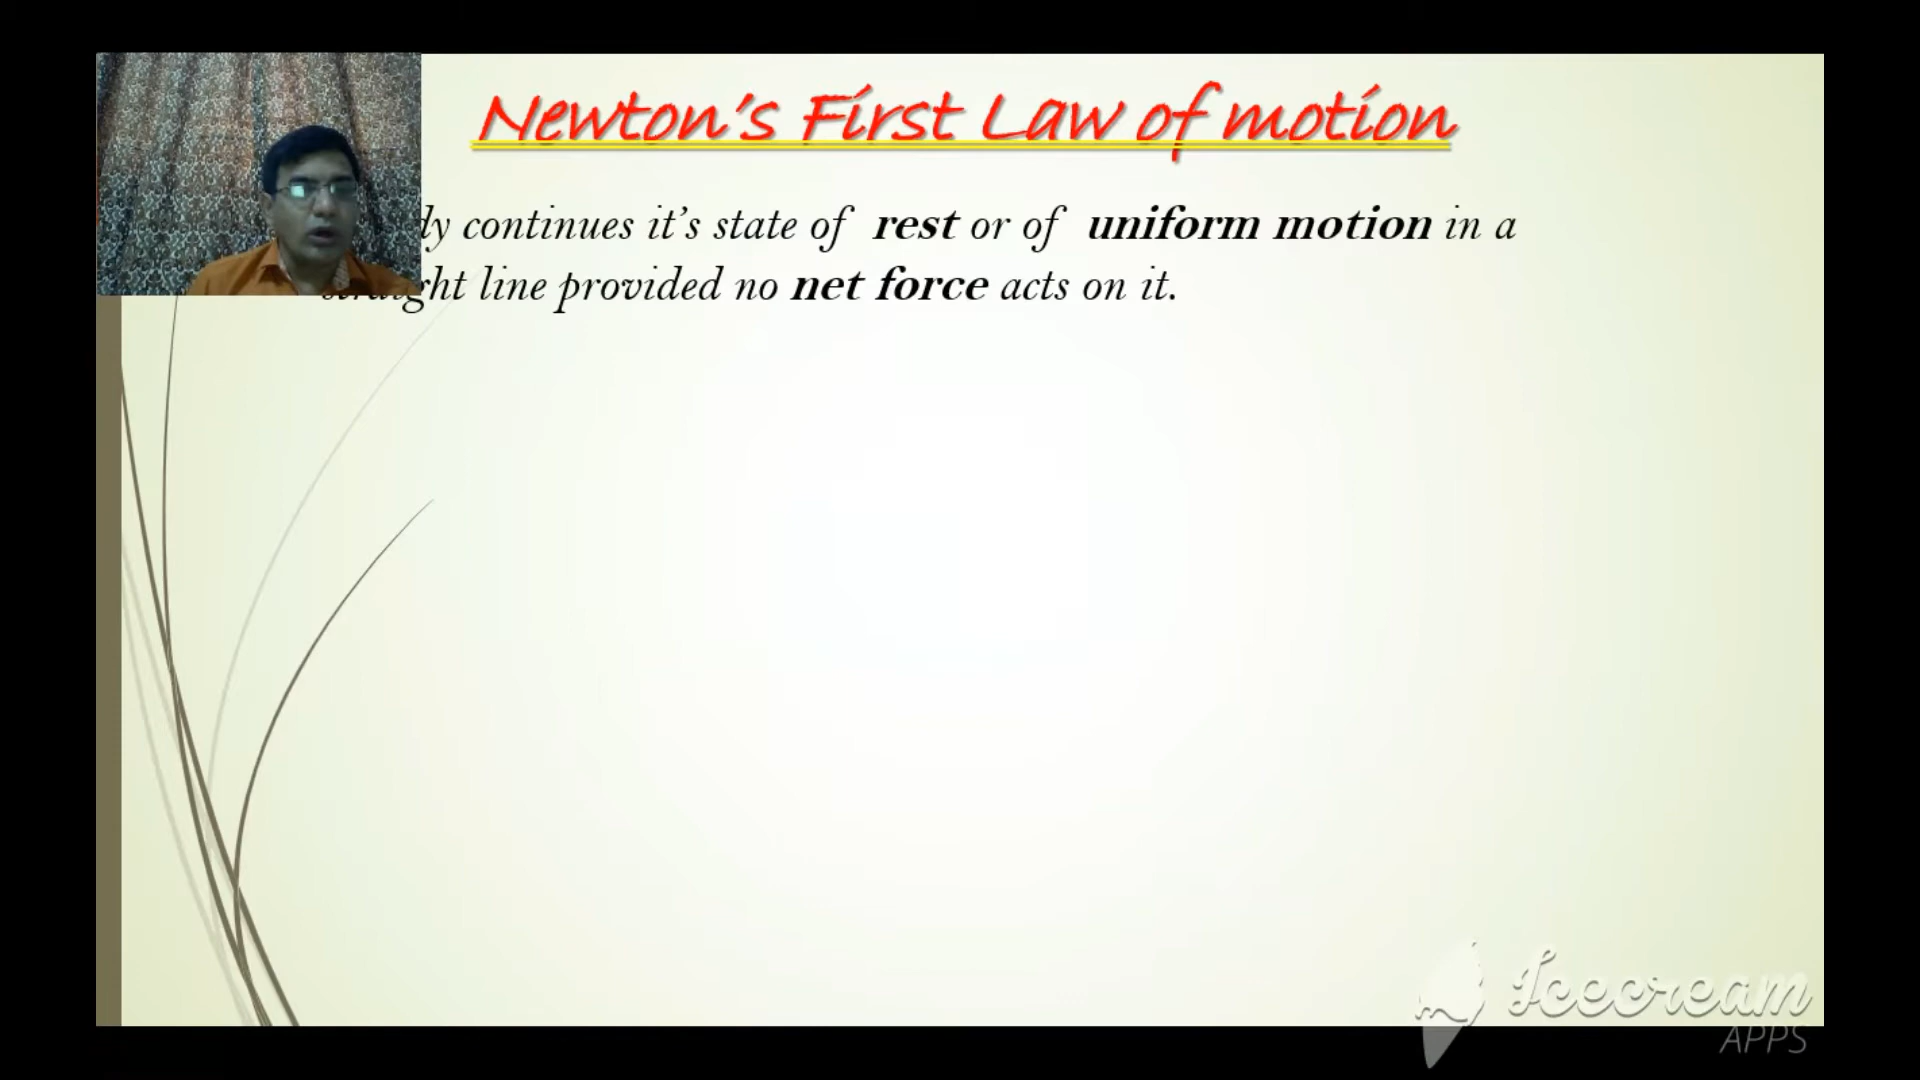 Newton's First Law of motion
dy continues it’s state of rest or of uniform motion in a
straight line provided no net force acts on it.
Icecream
APPS